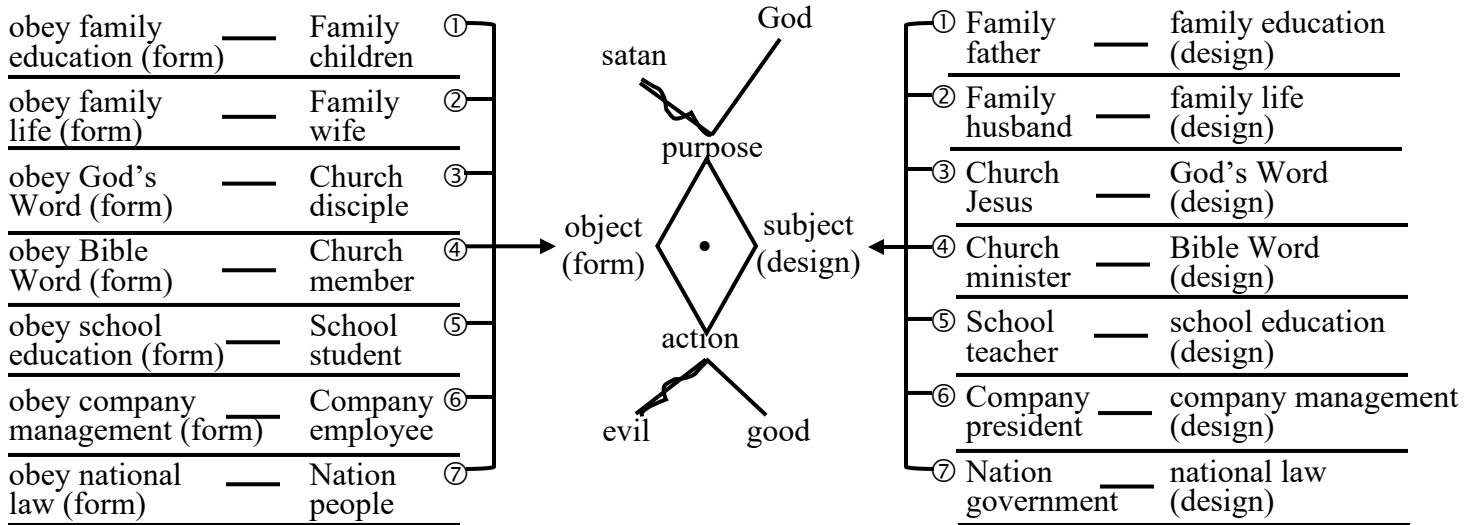 obey family
education (form)
Family
children
①
obey family
life (form)
Family
wife
②
obey God’s
Word (form)
Church
disciple
③
obey Bible
Word (form)
Church
member
④
obey school
education (form)
School
student
⑤
obey company
management (form)
Company
employee
⑥
obey national
law (form)
Nation
people
⑦
God
satan
purpose
object
(form)
subject
(design)
action
evil
good
① Family
father
family education
(design)
② Family
husband
family life
(design)
③ Church
Jesus
God’s Word
(design)
④ Church
minister
Bible Word
(design)
⑤ School
teacher
school education
(design)
⑥ Company
president
company management
(design)
⑦ Nation
government
national law
(design)